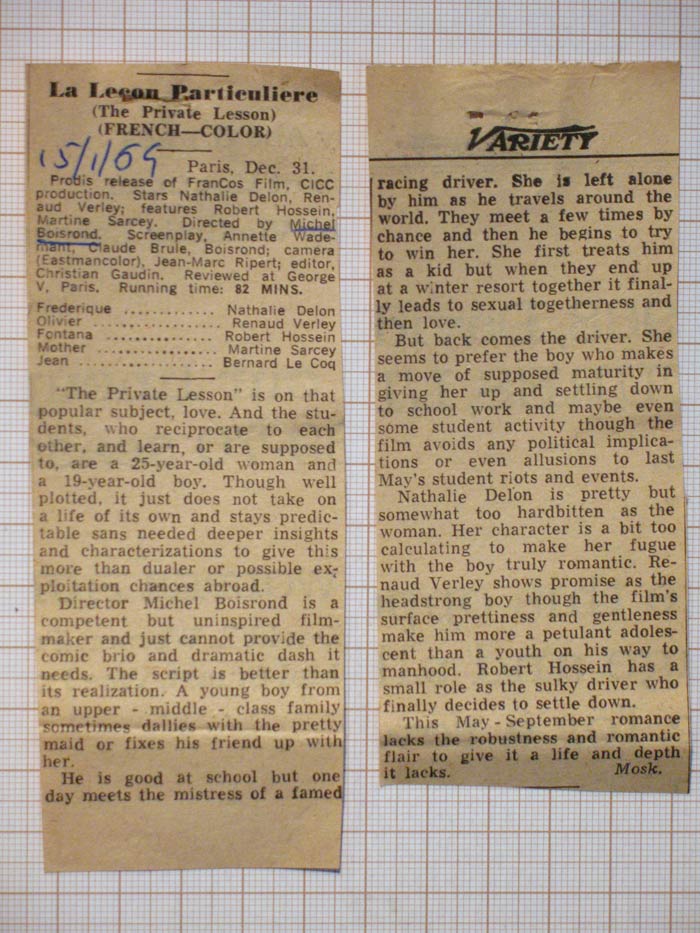 La Leçon Particuliere
(The Private Lesson)
(FRENCH—COLOR)
15/1/69
Paris, Dec. 31.
Prodis release of FranCos Film, CICC
production. Stars Nathalie Delon, Ren-
aud Verley; features Robert Hossein,
Martine Sarcey. Directed by Michel
Boisrond. Screenplay, Annette Wade-
mant, Claude Brule, Boisrond; camera
(Eastmancolor), Jean-Marc Ripert; editor,
Christian Gaudin. Reviewed at George
V, Paris. Running time: 82 MINS.
Frederique ............ Nathalie Delon
Olivier ................ Renaud Verley
Fontana .............. Robert Hossein
Mother .............. Martine Sarcey
Jean .................. Bernard Le Coq
"The Private Lesson" is on that
popular subject, love. And the stu-
dents, who reciprocate to each
other, and learn, or are supposed
to, are a 25-year-old woman and
a 19-year-old boy. Though well
plotted, it just does not take on
a life of its own and stays predic-
table sans needed deeper insights
and characterizations to give this
more than dualer or possible ex-
ploitation chances abroad.
Director Michel Boisrond is a
competent but uninspired film-
maker and just cannot provide the
comic brio and dramatic dash it
needs. The script is better than
its realization. A young boy from
an upper - middle - class family
sometimes dallies with the pretty
maid or fixes his friend up with
her.
He is good at school but one
day meets the mistress of a famed
VARIETY
racing driver. She is left alone
by him as he travels around the
world. They meet a few times by
chance and then he begins to try
to win her. She first treats him
as a kid but when they end up
at a winter resort together it final-
ly leads to sexual togetherness and
then love.
But back comes the driver. She
seems to prefer the boy who makes
a move of supposed maturity in
giving her up and settling down
to school work and maybe even
some student activity though the
film avoids any political implica-
tions or even allusions to last
May's student riots and events.
Nathalie Delon is pretty but
somewhat too hardbitten as the
woman. Her character is a bit too
calculating to make her fugue
with the boy truly romantic. Re-
naud Verley shows promise as the
headstrong boy though the film's
surface prettiness and gentleness
make him more a petulant adoles-
cent than a youth on his way to
manhood. Robert Hossein has a
small role as the sulky driver who
finally decides to settle down.
This May - September romance
lacks the robustness and romantic
flair to give it a life and depth
it lacks. Mosk.